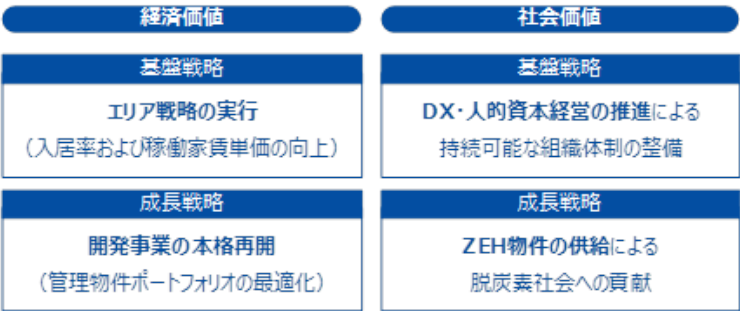 経済価値
基盤戦略
エリア戦略の実行
（入居率および稼働家賃単価の向上）
成長戦略
開発事業の本格再開
（管理物件ポートフォリオの最適化）
社会価値
基盤戦略
DX・人的資本経営の推進による
持続可能な組織体制の整備
成長戦略
ZEH物件の供給による
脱炭素社会への貢献